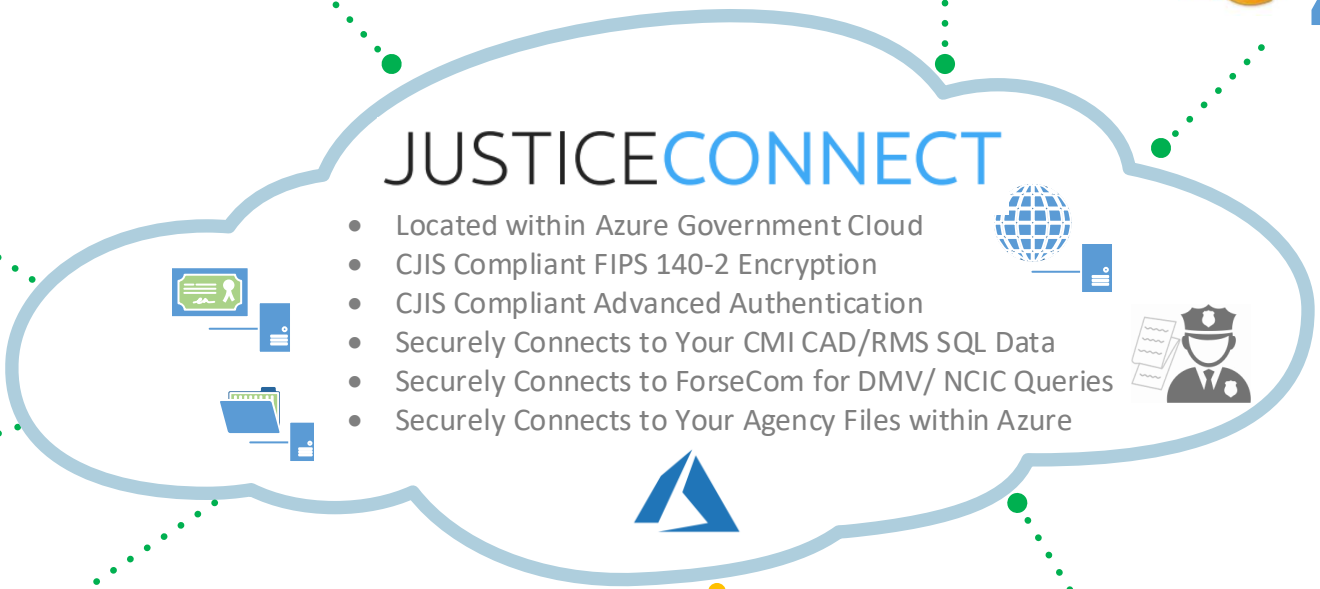 JUSTICECONNECT
• Located within Azure Government Cloud
• CJIS Compliant FIPS 140-2 Encryption
• CJIS Compliant Advanced Authentication
• Securely Connects to Your CMI CAD/RMS SQL Data
• Securely Connects to ForseCom for DMV/ NCIC Queries
• Securely Connects to Your Agency Files within Azure